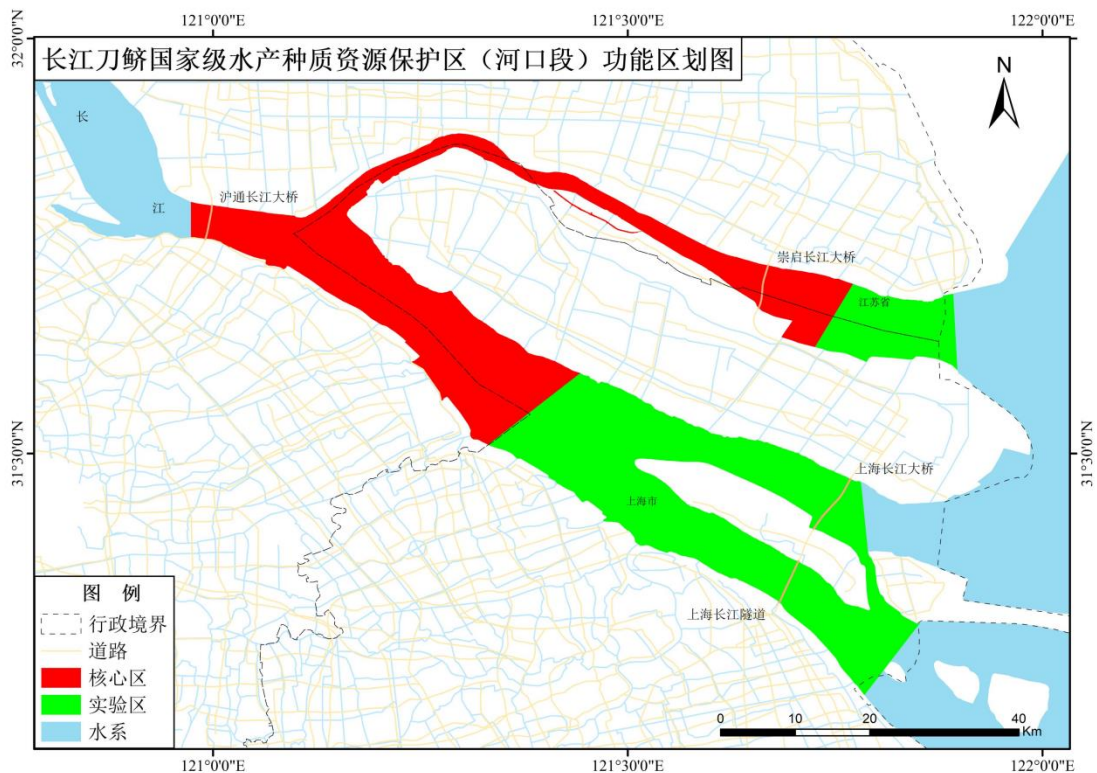 121°0'0"E
121°30'0"E
122°0'0"E
32°0'0"N
长江刀鲚国家级水产种质资源保护区（河口段）功能区划图
N
长
江
沪通长江大桥
崇启长江大桥
江苏省
31°30'0"N
31°30'0"N
上海长江大桥
上海市
上海长江隧道
图 例
行政境界
道路
核心区
实验区
水系
0 10 20 40
Km
121°0'0"E
121°30'0"E
122°0'0"E